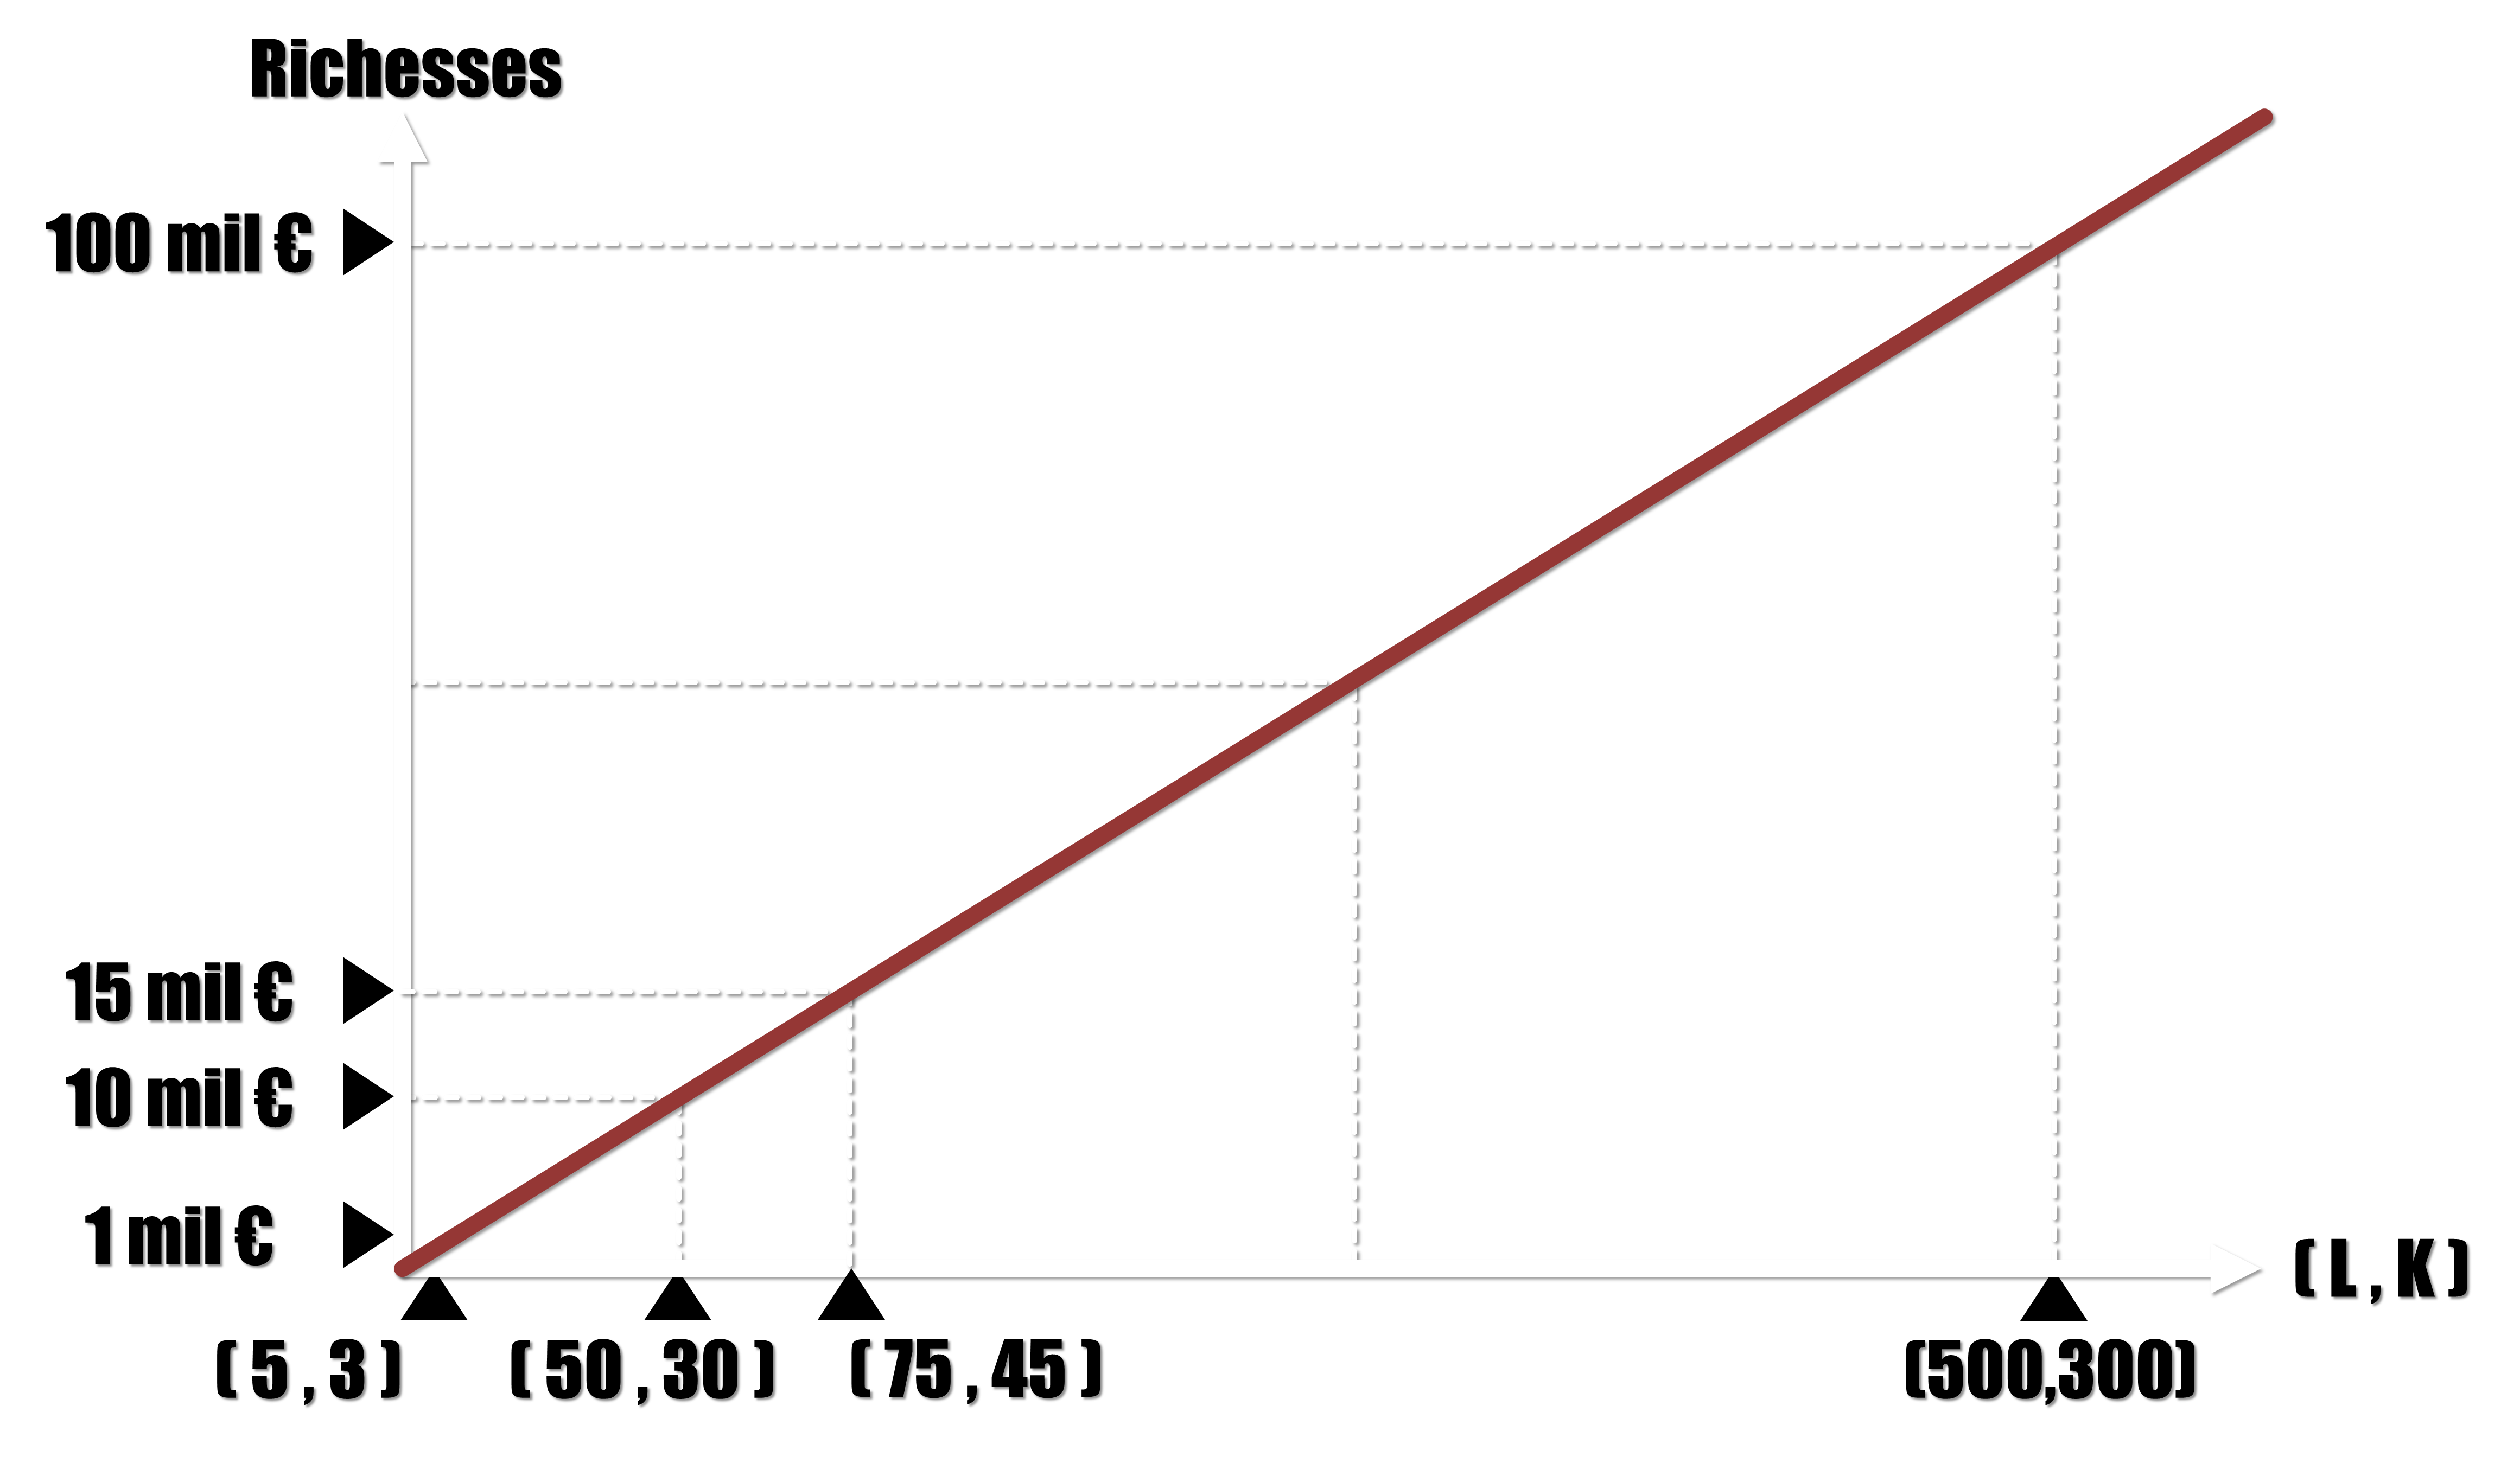 Richesses
100 mil €
15 mil €
10 mil €
1 mil €
( L , K )
( 5 , 3 )
( 50 , 30 )
( 75 , 45 )
(500,300)